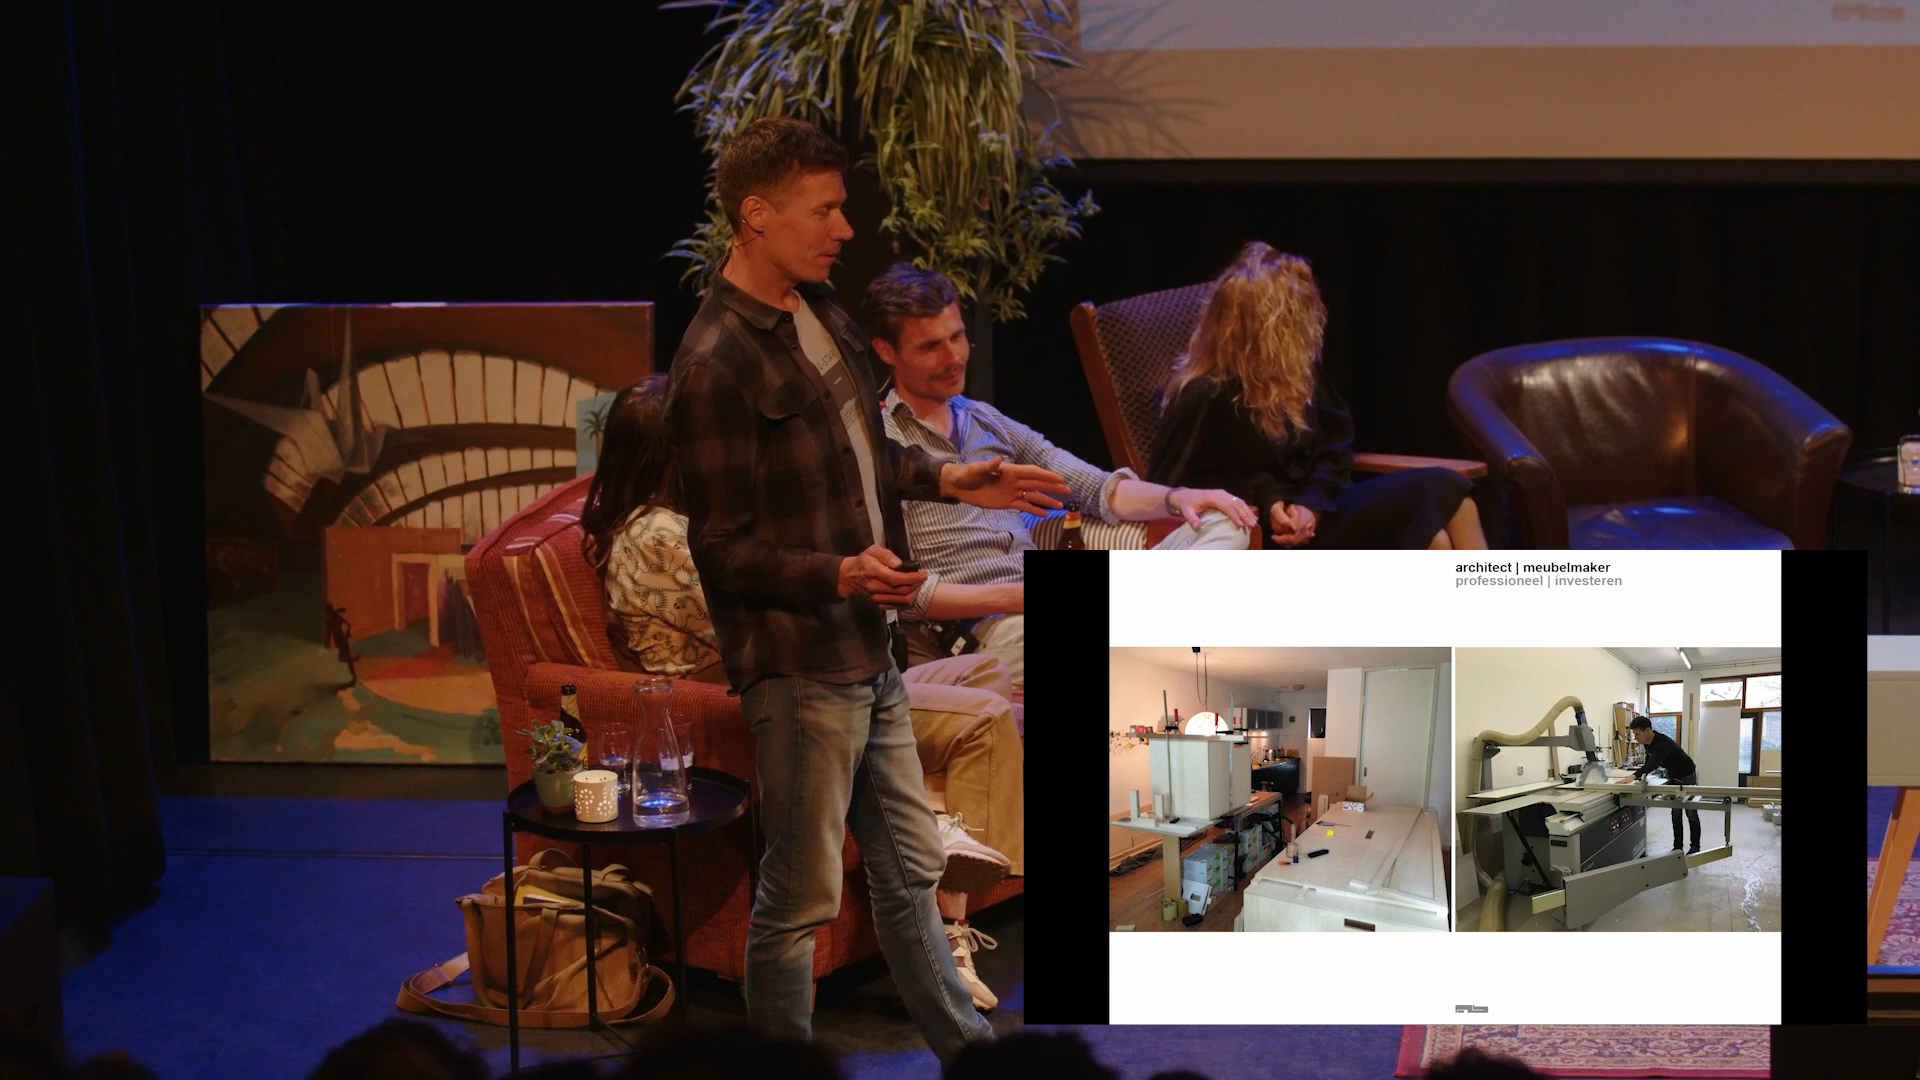 architect | meubelmaker
professioneel | investeren